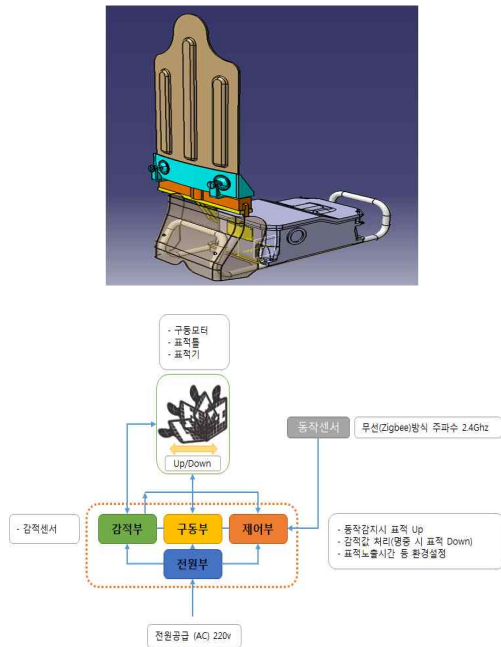 - 구동모터
- 표적틀
- 표적기
Up/Down
동작센서
무선(Zigbee)방식 주파수 2.4Ghz
- 감적센서
감적부
구동부
제어부
- 동작감지시 표적 Up
- 감적값 처리(명중 시 표적 Down)
- 표적노출시간 등 환경설정
전원부
전원공급 (AC) 220v